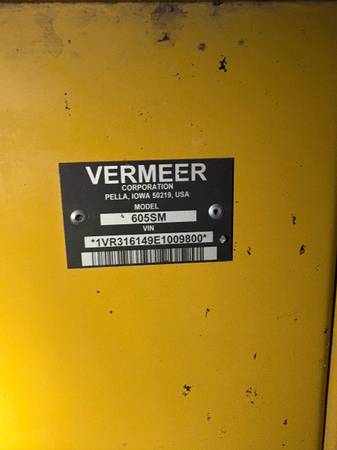 VERMEER
CORPORATION
PELLA, IOWA 50219, USA
MODEL
605SM
VIN
*1VR316149E1009800*